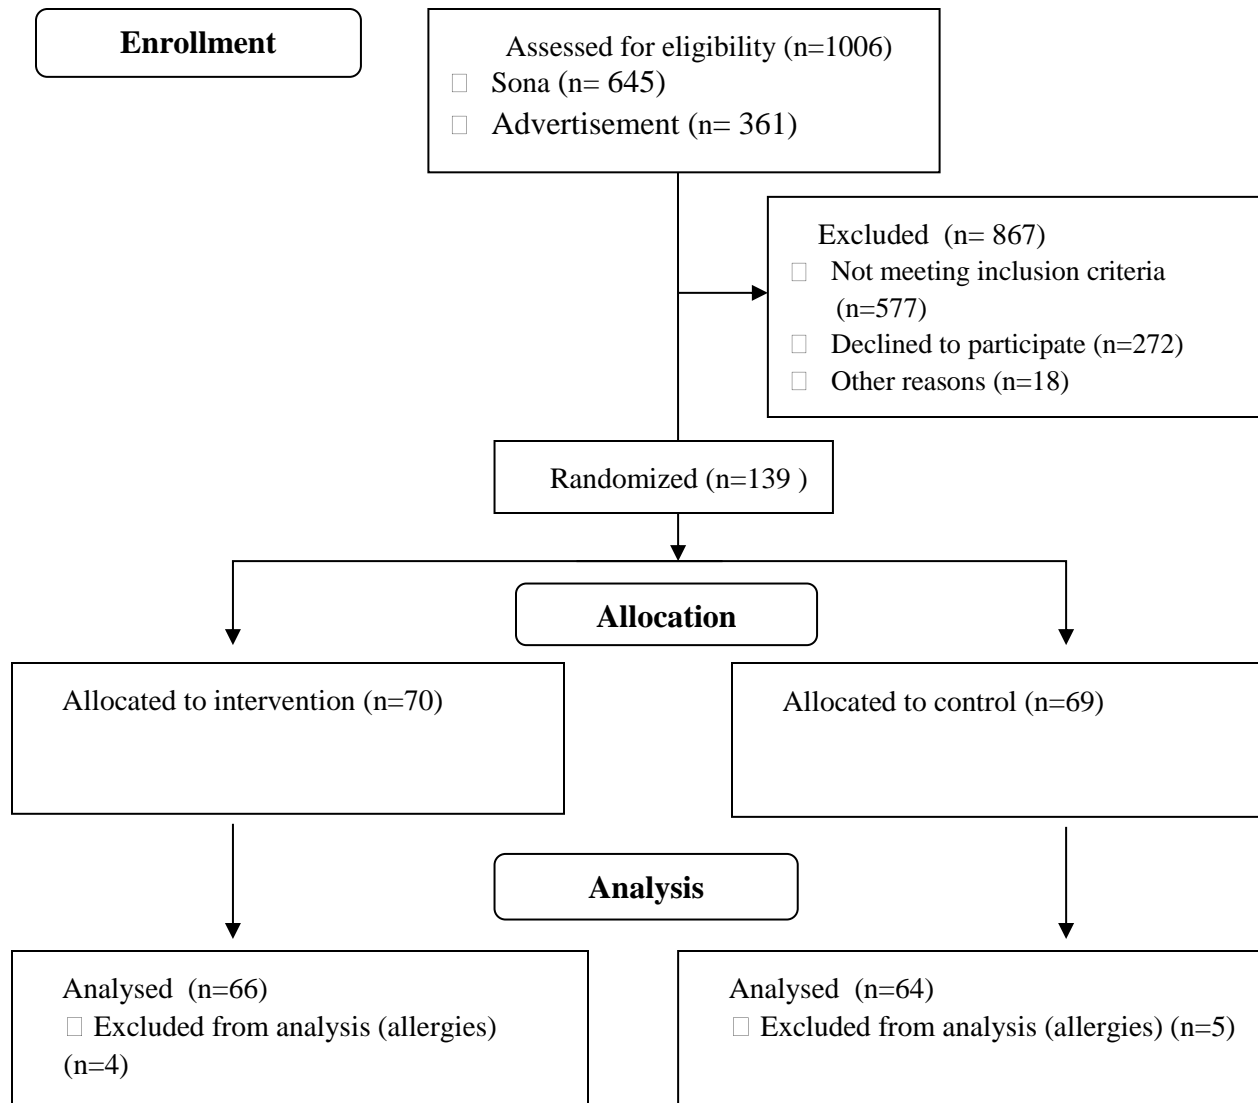 Enrollment
Assessed for eligibility (n=1006)
□ Sona (n= 645)
□ Advertisement (n= 361)
Excluded (n= 867)
□ Not meeting inclusion criteria
(n=577)
□ Declined to participate (n=272)
□ Other reasons (n=18)
Randomized (n=139 )
Allocation
Allocated to intervention (n=70)
Allocated to control (n=69)
Analysis
Analysed (n=66)
□ Excluded from analysis (allergies)
(n=4)
Analysed (n=64)
□ Excluded from analysis (allergies) (n=5)